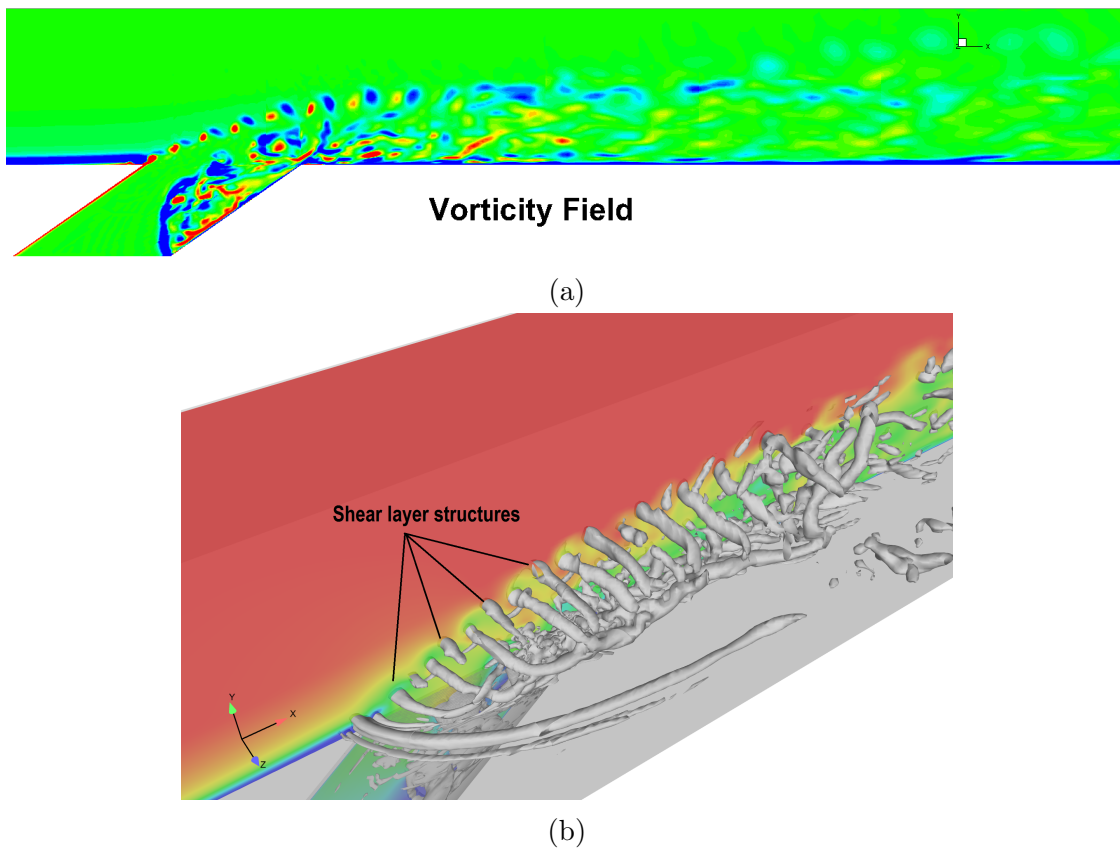 Y
Z X
Vorticity Field
(a)
Shear layer structures
Y
X
Z
(b)